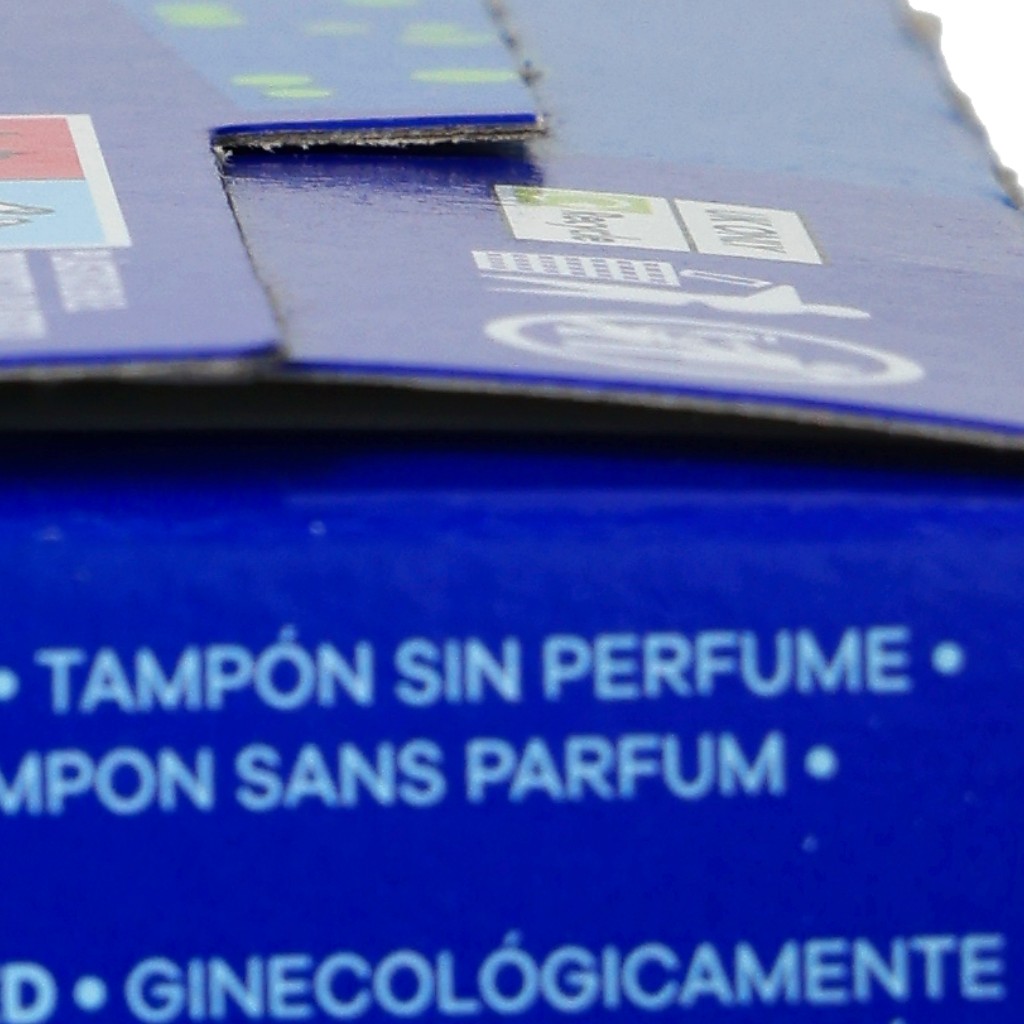 • TAMPÓN SIN PERFUME •
MPON SANS PARFUM •
D • GINECOLÓGICAMENTE